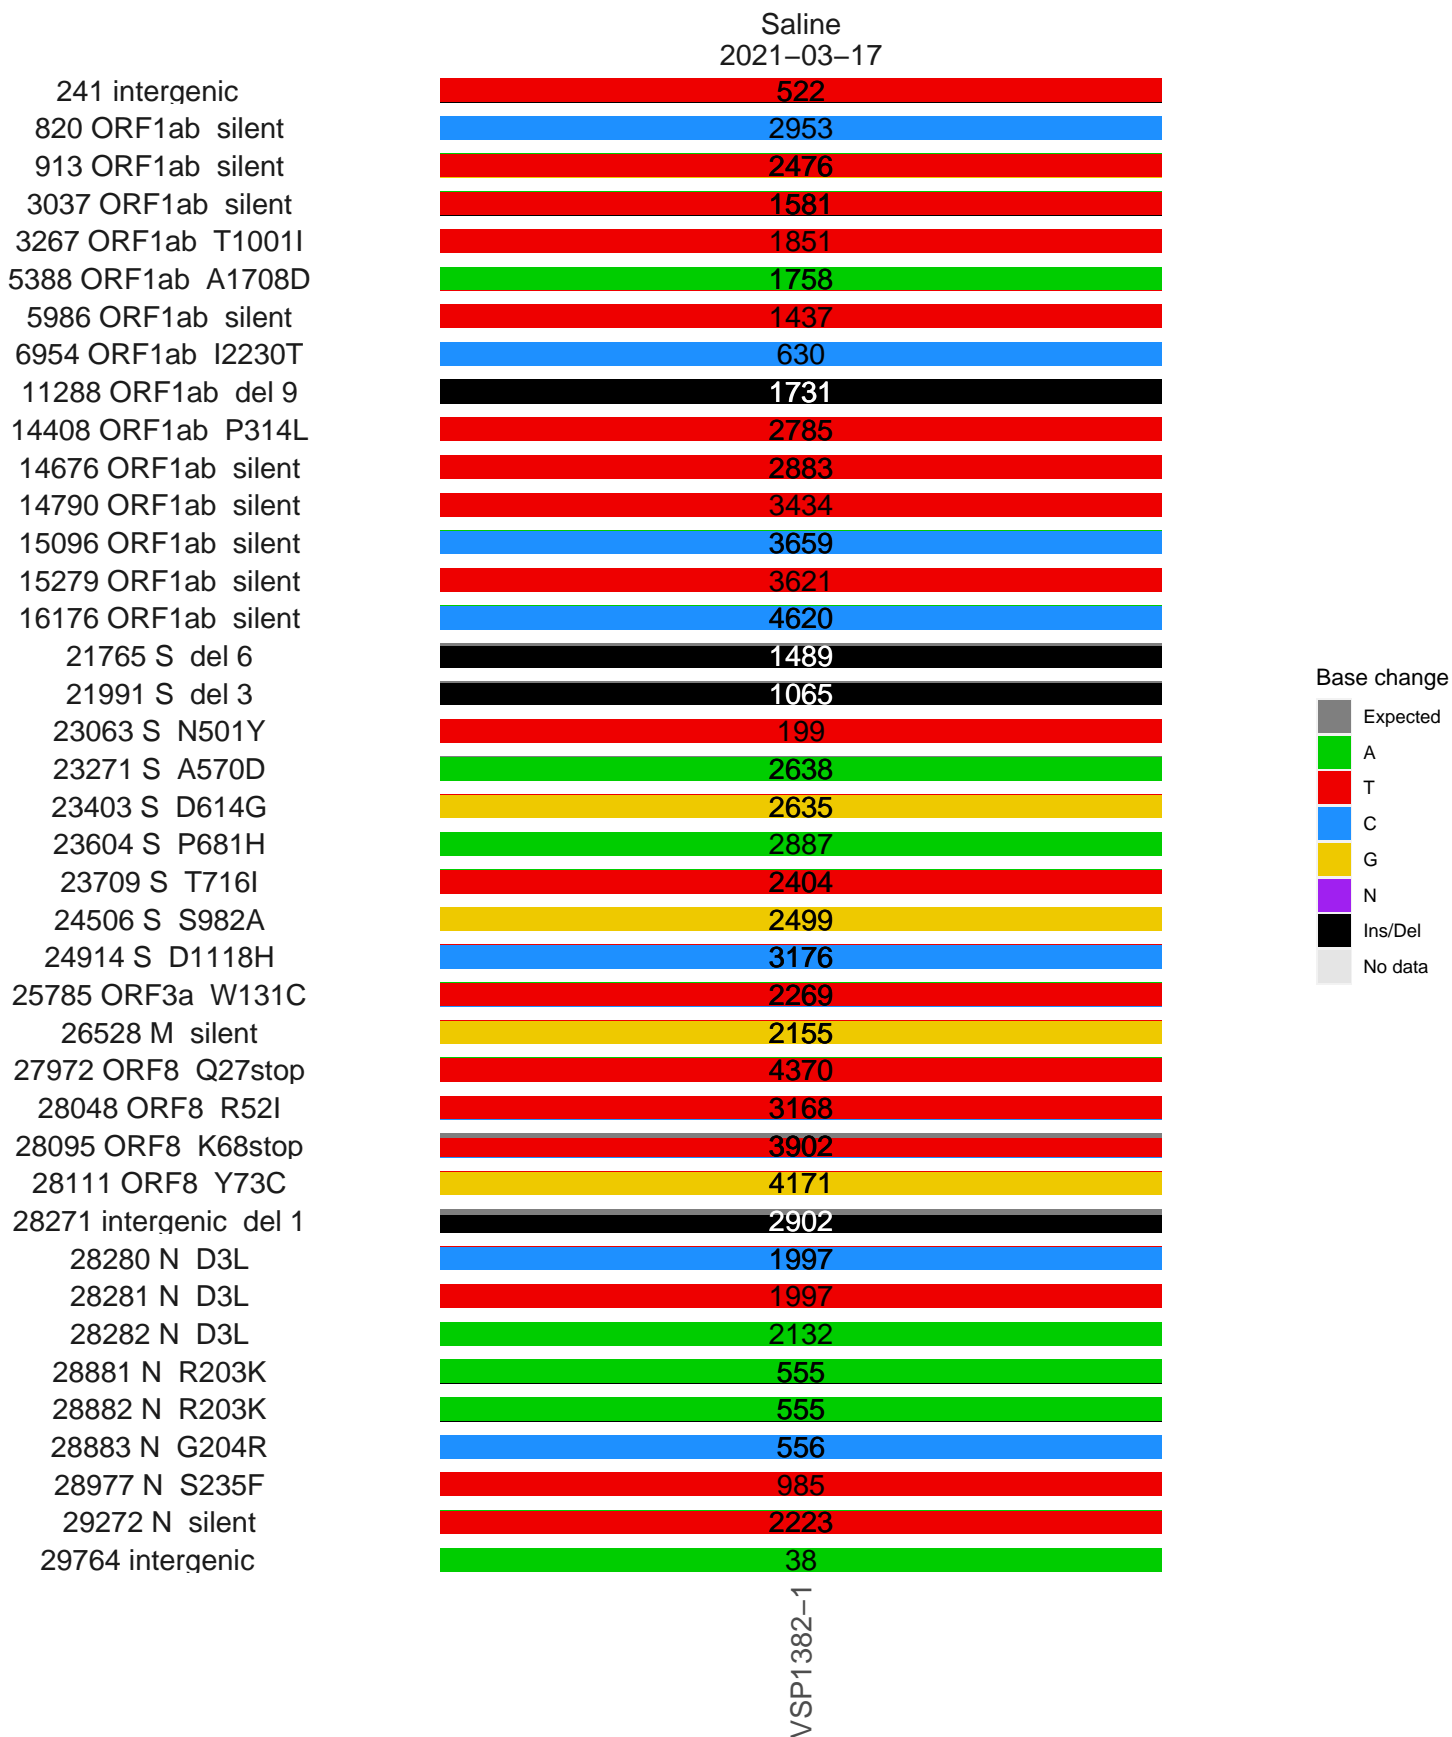 Saline
2021−03−17
241 intergenic 522
820 ORF1ab silent 2953
913 ORF1ab silent 2476
3037 ORF1ab silent 1581
3267 ORF1ab T1001I 1851
5388 ORF1ab A1708D 1758
5986 ORF1ab silent 1437
6954 ORF1ab I2230T 630
11288 ORF1ab del 9 1731
14408 ORF1ab P314L 2785
14676 ORF1ab silent 2883
14790 ORF1ab silent 3434
15096 ORF1ab silent 3659
15279 ORF1ab silent 3621
16176 ORF1ab silent 4620
21765 S del 6 1489
21991 S del 3 1065
23063 S N501Y 199
23271 S A570D 2638
23403 S D614G 2635
23604 S P681H 2887
23709 S T716I 2404
24506 S S982A 2499
24914 S D1118H 3176
25785 ORF3a W131C 2269
26528 M silent 2155
27972 ORF8 Q27stop 4370
28048 ORF8 R52I 3168
28095 ORF8 K68stop 3902
28111 ORF8 Y73C 4171
28271 intergenic del 1 2902
28280 N D3L 1997
28281 N D3L 1997
28282 N D3L 2132
28881 N R203K 555
28882 N R203K 555
28883 N G204R 556
28977 N S235F 985
29272 N silent 2223
29764 intergenic 38
VSP1382−1
Base change
Expected
A
T
C
G
N
Ins/Del
No data